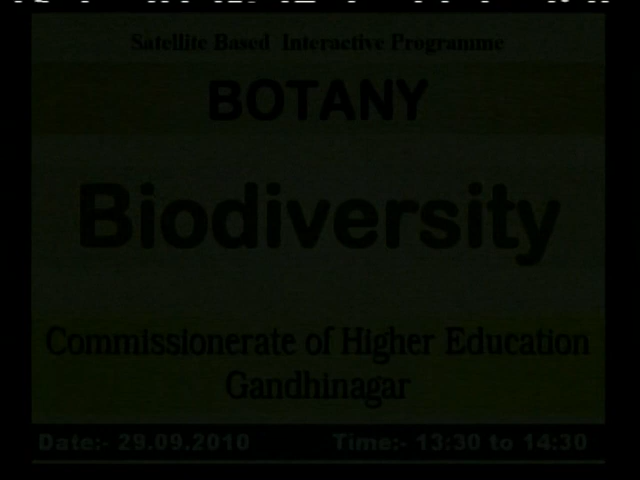 Satellite Based Interactive Programme
BOTANY
Biodiversity
Commissionerate of Higher Education
Gandhinagar
Date:- 29.09.2010 Time:- 13:30 to 14:30